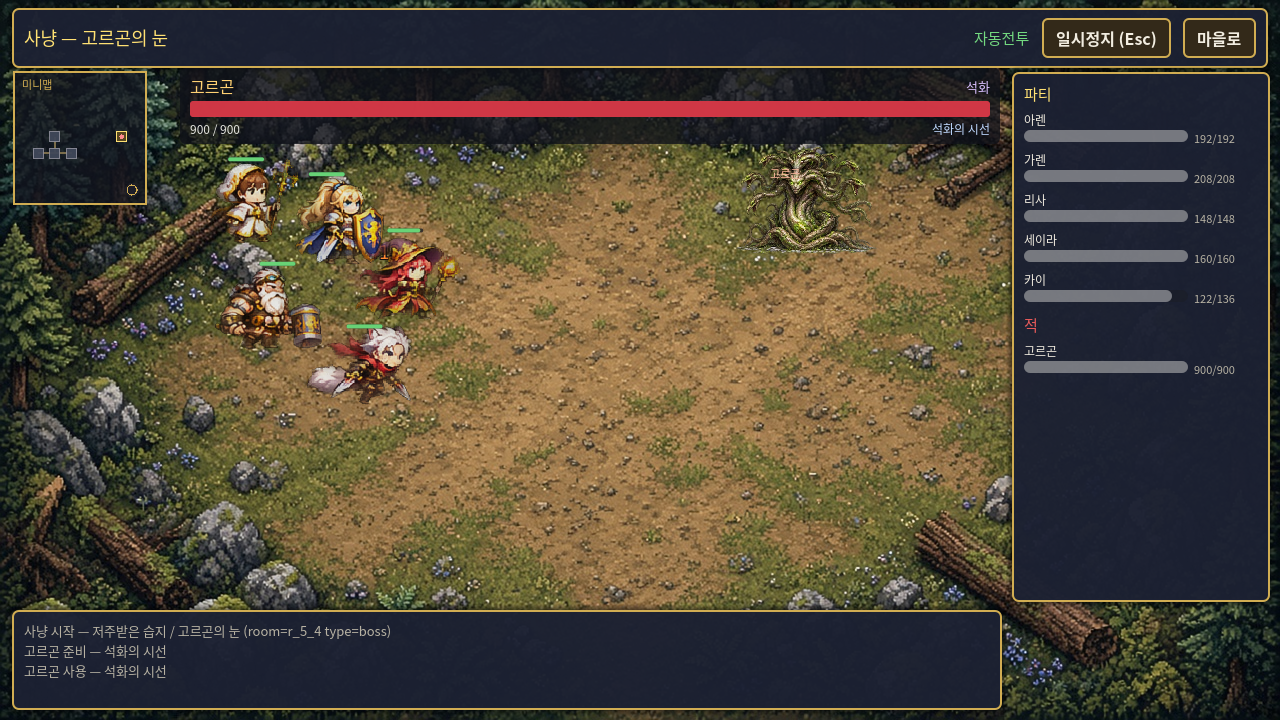 사냥 — 고르곤의 눈
자동전투
일시정지 (Esc)
마을로
미니맵
고르곤
석화
900 / 900
석화의 시선
고르곤
파티
아렌
192/192
가렌
208/208
리사
148/148
세이라
160/160
카이
122/136
적
고르곤
900/900
사냥 시작 — 저주받은 습지 / 고르곤의 눈 (room=r_5_4 type=boss)
고르곤 준비 — 석화의 시선
고르곤 사용 — 석화의 시선